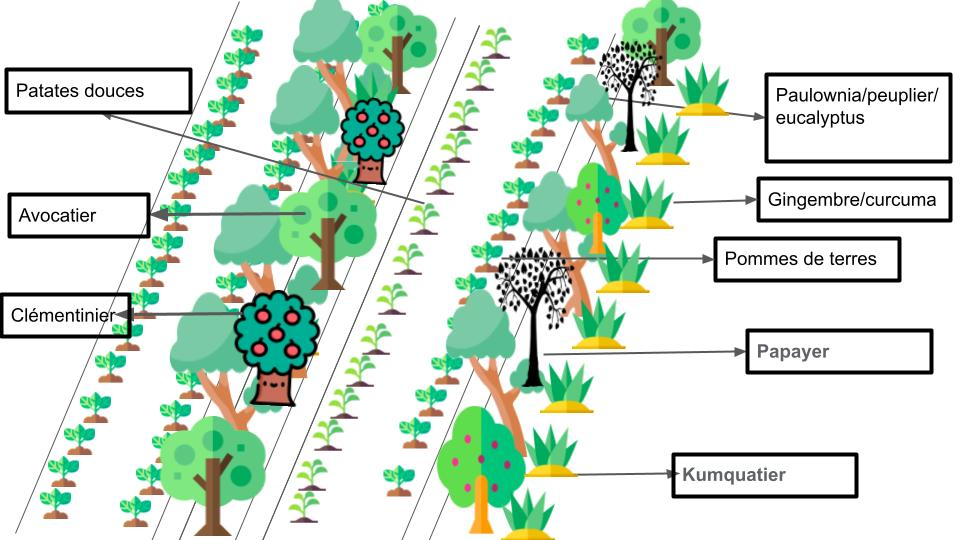 Patates douces
Avocatier
Clémentinier
Paulownia/peuplier/
eucalyptus
Gingembre/curcuma
Pommes de terres
Papayer
Kumquatier